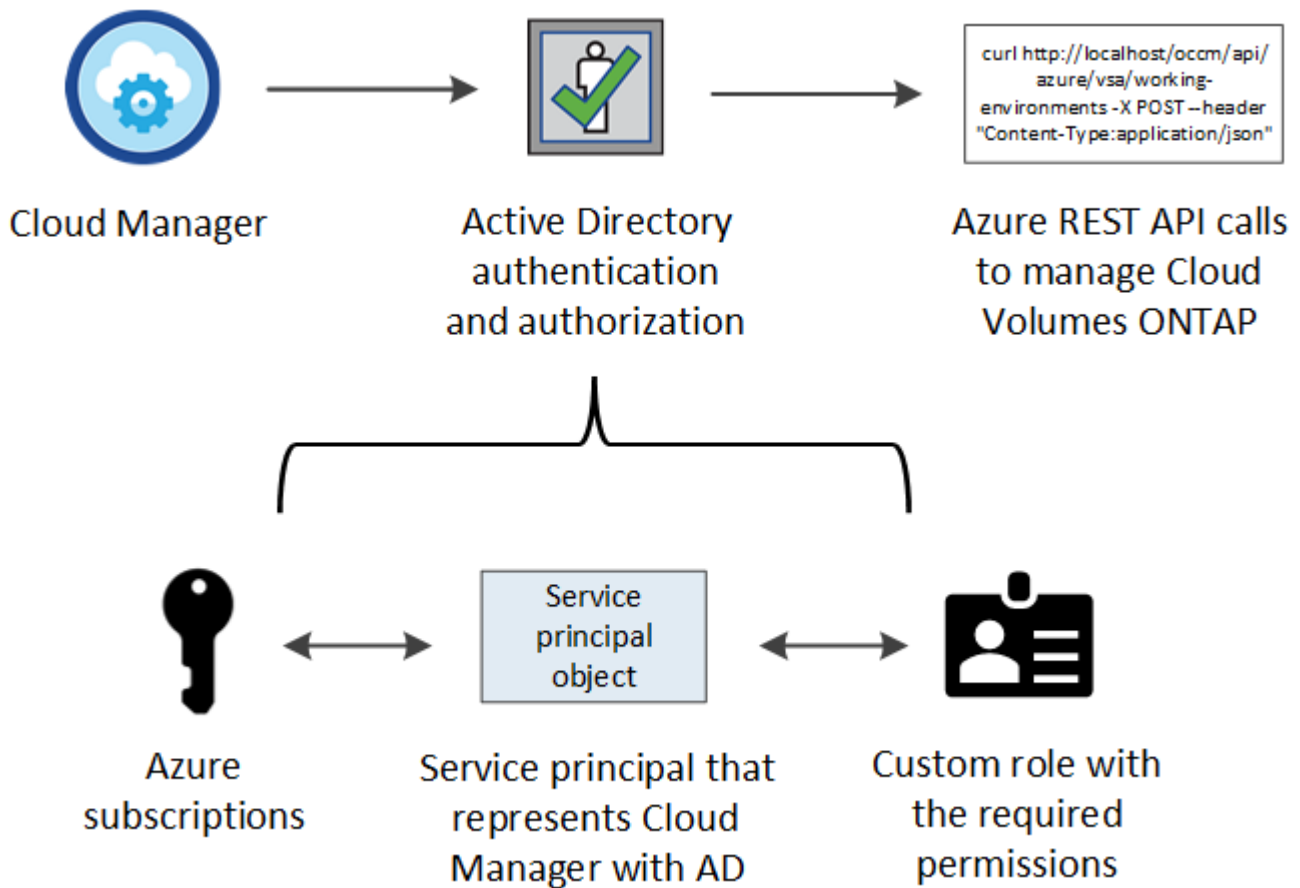 curl http://localhost/occm/api/
azure/vsa/working-
environments -X POST --header
"Content-Type:application/json"
Cloud Manager
Active Directory
authentication
and authorization
Azure REST API calls
to manage Cloud
Volumes ONTAP
Service
principal
object
Azure
subscriptions
Service principal that
represents Cloud
Manager with AD
Custom role with
the required
permissions